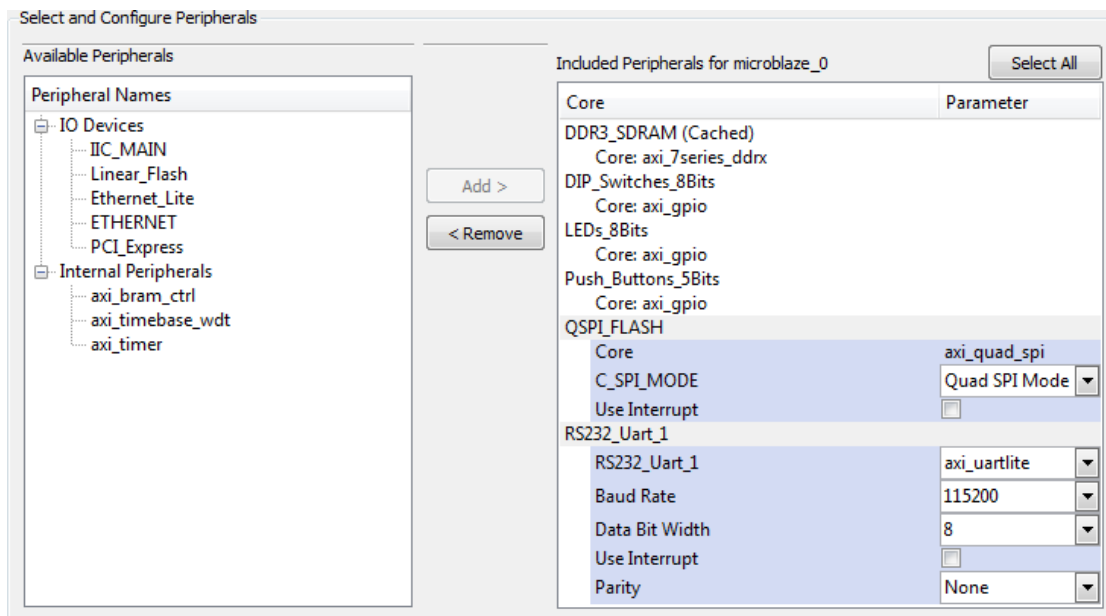 Select and Configure Peripherals
Available Peripherals
Peripheral Names
IO Devices
IIC_MAIN
Linear_Flash
Ethernet_Lite
ETHERNET
PCI_Express
Internal Peripherals
axi_bram_ctrl
axi_timebase_wdt
axi_timer
Add >
< Remove
Included Peripherals for microblaze_0
Select All
Core Parameter
DDR3_SDRAM (Cached)
Core: axi_7series_ddrx
DIP_Switches_8Bits
Core: axi_gpio
LEDs_8Bits
Core: axi_gpio
Push_Buttons_5Bits
Core: axi_gpio
QSPI_FLASH
Core axi_quad_spi
C_SPI_MODE Quad SPI Mode
Use Interrupt
RS232_Uart_1
RS232_Uart_1 axi_uartlite
Baud Rate 115200
Data Bit Width 8
Use Interrupt
Parity None